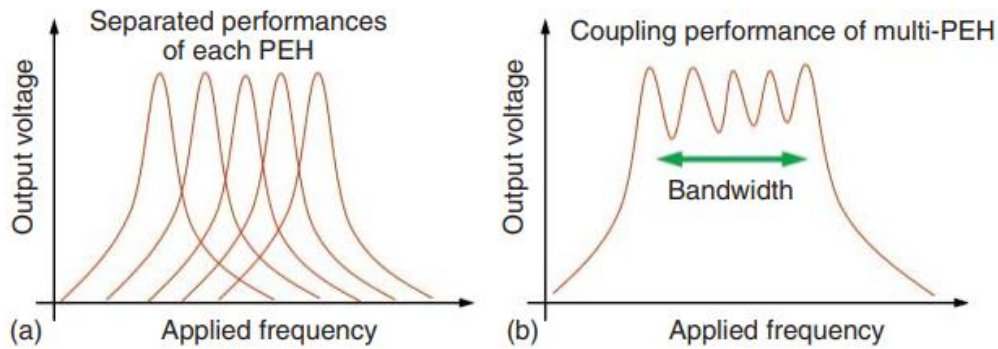 Separated performances
of each PEH
Output voltage
(a)
Applied frequency
Coupling performance of multi-PEH
Output voltage
Bandwidth
(b)
Applied frequency